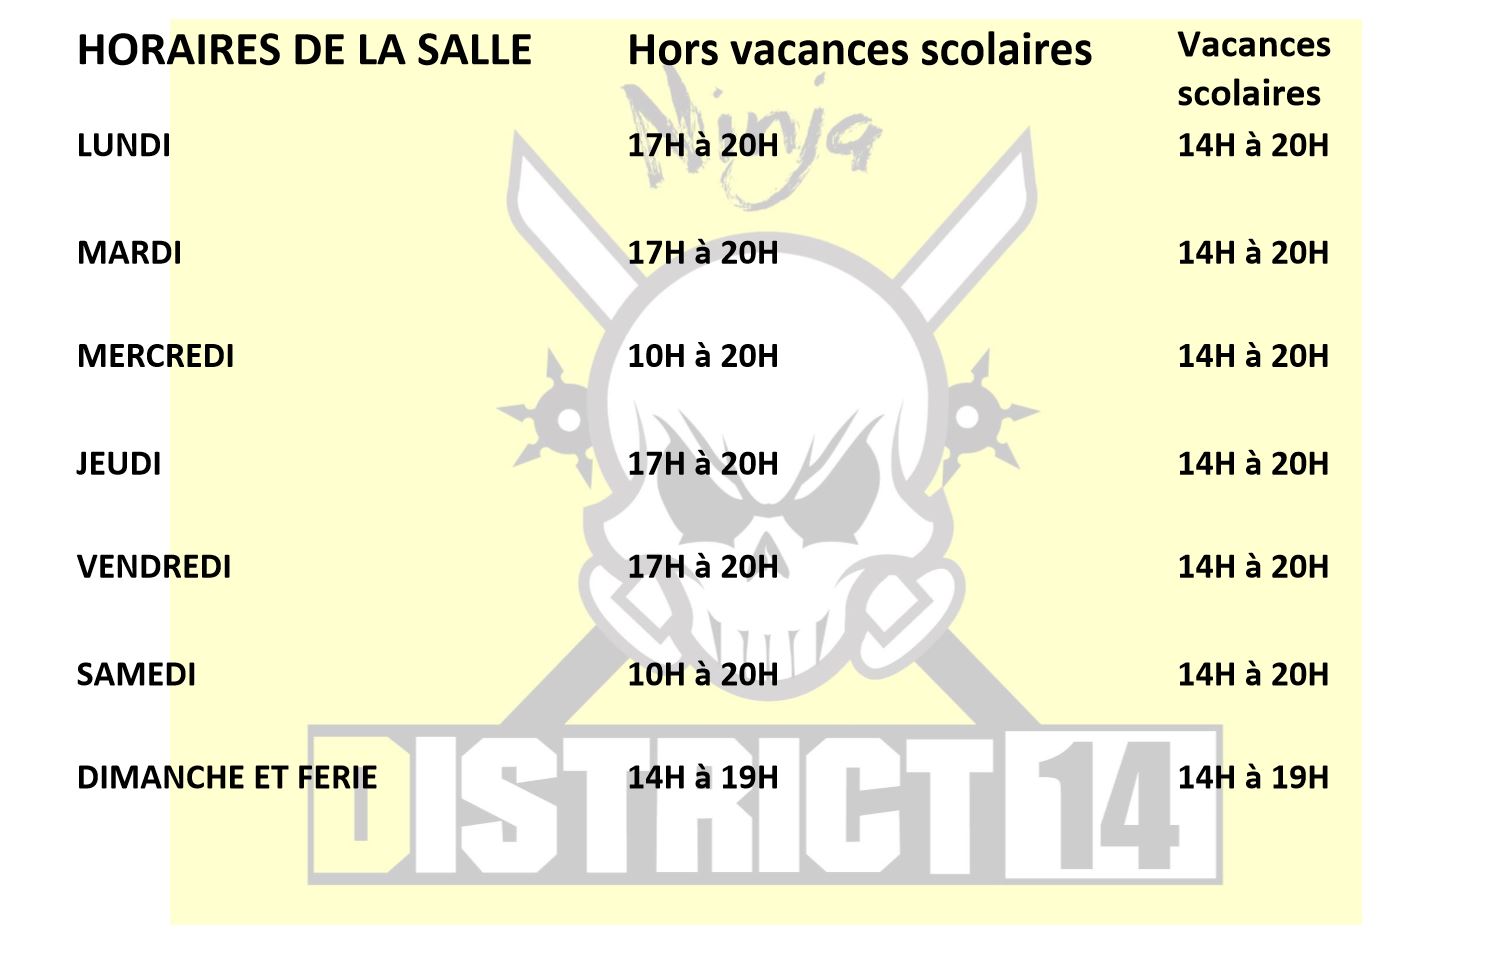 HORAIRES DE LA SALLE Hors vacances scolaires Vacances
scolaires
LUNDI 17H à 20H 14H à 20H
MARDI 17H à 20H 14H à 20H
MERCREDI 10H à 20H 14H à 20H
JEUDI 17H à 20H 14H à 20H
VENDREDI 17H à 20H 14H à 20H
SAMEDI 10H à 20H 14H à 20H
DIMANCHE ET FERIE 14H à 19H 14H à 19H
Ninja
DISTRICT 14